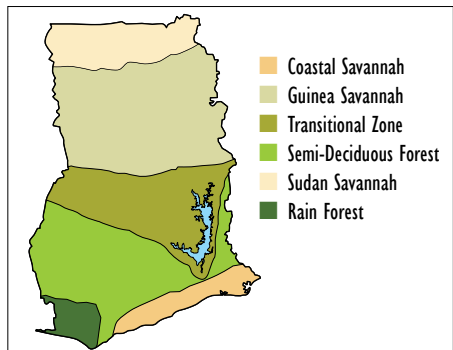 Coastal Savannah
Guinea Savannah
Transitional Zone
Semi-Deciduous Forest
Sudan Savannah
Rain Forest